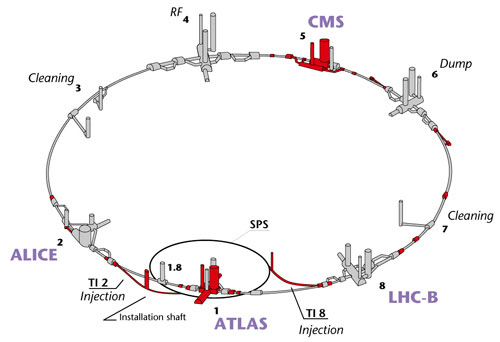 RF
4
CMS
5
6
Dump
Cleaning
3
Cleaning
7
SPS
ALICE
2
1.8
TI 2
Injection
Installation shaft
1
ATLAS
TI 8
Injection
8
LHC-B